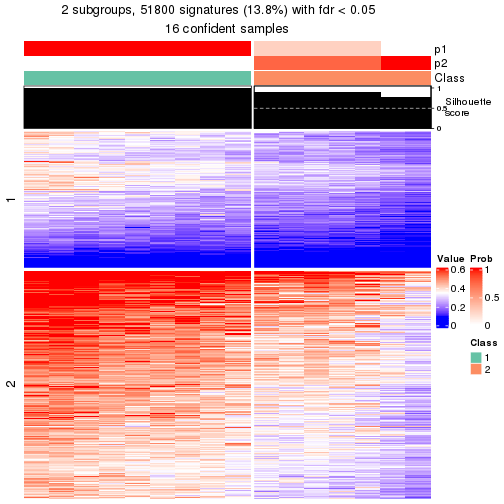 2 subgroups, 51800 signatures (13.8%) with fdr < 0.05
16 confident samples
p1
p2
Class
1
0.5
0
Silhouette
score
1
2
Value
0.6
0.4
0.2
0
Prob
1
0.5
0
Class
1
2